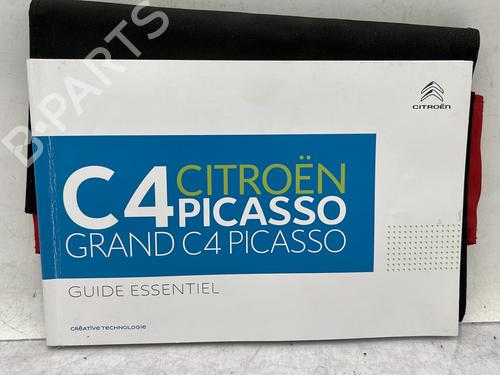 B-PARTS
CITROËN
C4 CITROËN
PICASSO
GRAND C4 PICASSO
GUIDE ESSENTIEL
CRÉATIVE TECHNOLOGIE